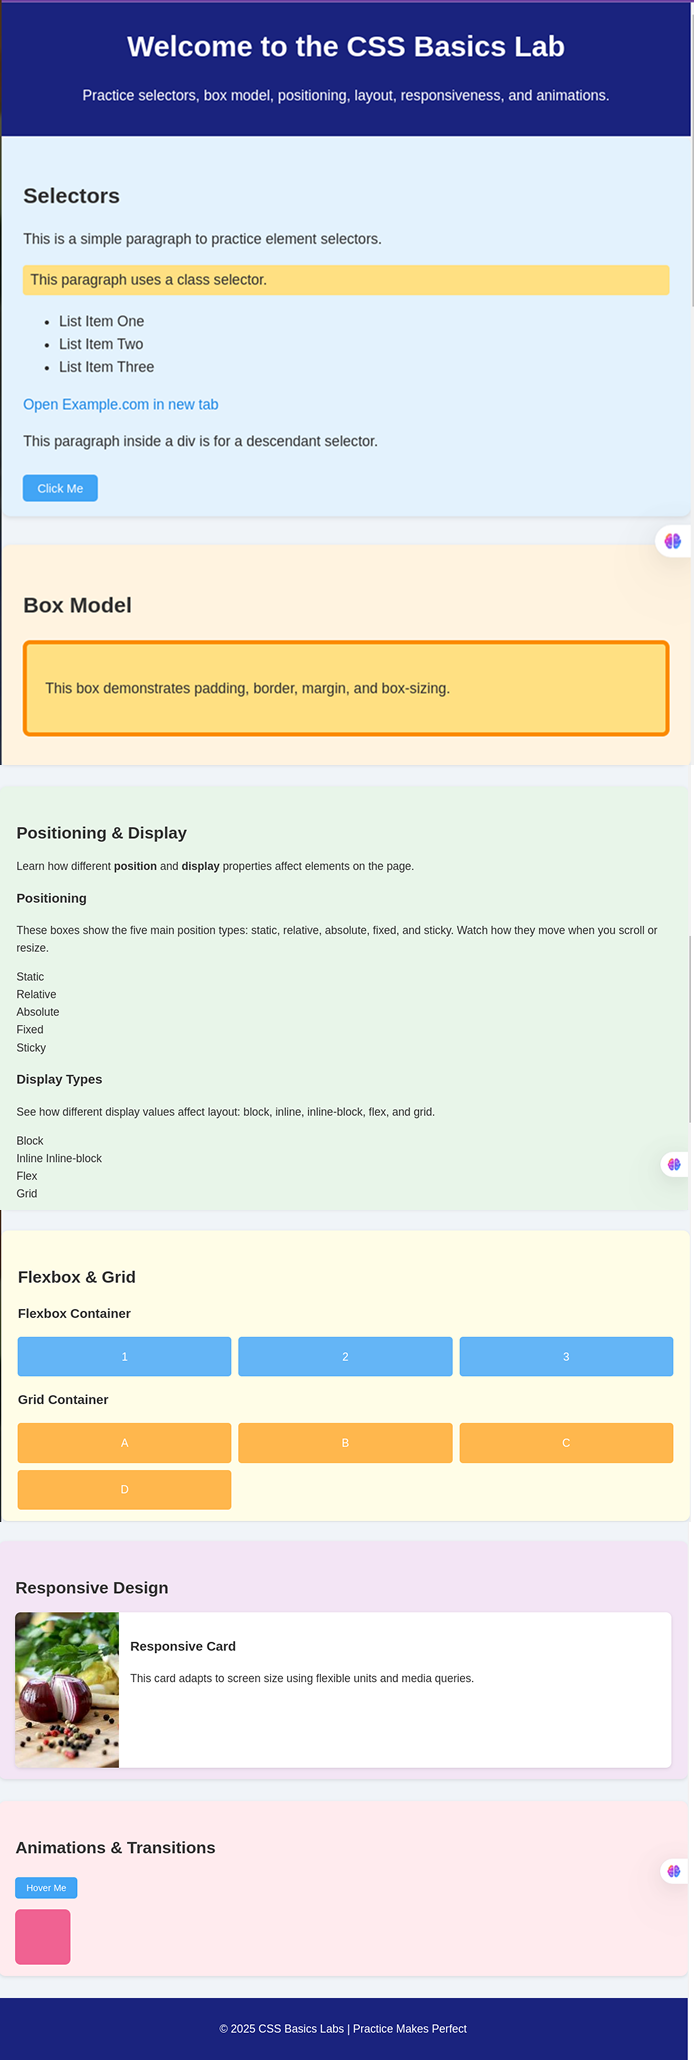 Welcome to the CSS Basics Lab
Practice selectors, box model, positioning, layout, responsiveness, and animations.
Selectors
This is a simple paragraph to practice element selectors.
This paragraph uses a class selector.
• List Item One
• List Item Two
• List Item Three
Open Example.com in new tab
This paragraph inside a div is for a descendant selector.
Click Me
Box Model
This box demonstrates padding, border, margin, and box-sizing.
Positioning & Display
Learn how different position and display properties affect elements on the page.
Positioning
These boxes show the five main position types: static, relative, absolute, fixed, and sticky. Watch how they move when you scroll or
resize.
Static
Relative
Absolute
Fixed
Sticky
Display Types
See how different display values affect layout: block, inline, inline-block, flex, and grid.
Block
Inline Inline-block
Flex
Grid
Flexbox & Grid
Flexbox Container
1 2 3
Grid Container
A B C
D
Responsive Design
Responsive Card
This card adapts to screen size using flexible units and media queries.
Animations & Transitions
Hover Me
© 2025 CSS Basics Labs | Practice Makes Perfect